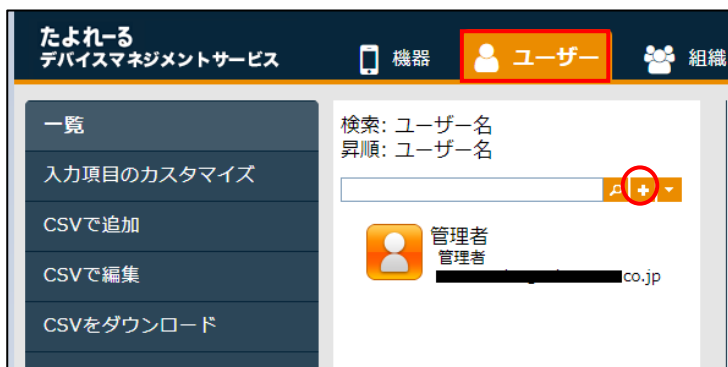 たよれーる
デバイスマネジメントサービス
機器
ユーザー
組織
一覧
入力項目のカスタマイズ
CSVで追加
CSVで編集
CSVをダウンロード
検索: ユーザー名
昇順: ユーザー名
管理者
管理者
co.jp